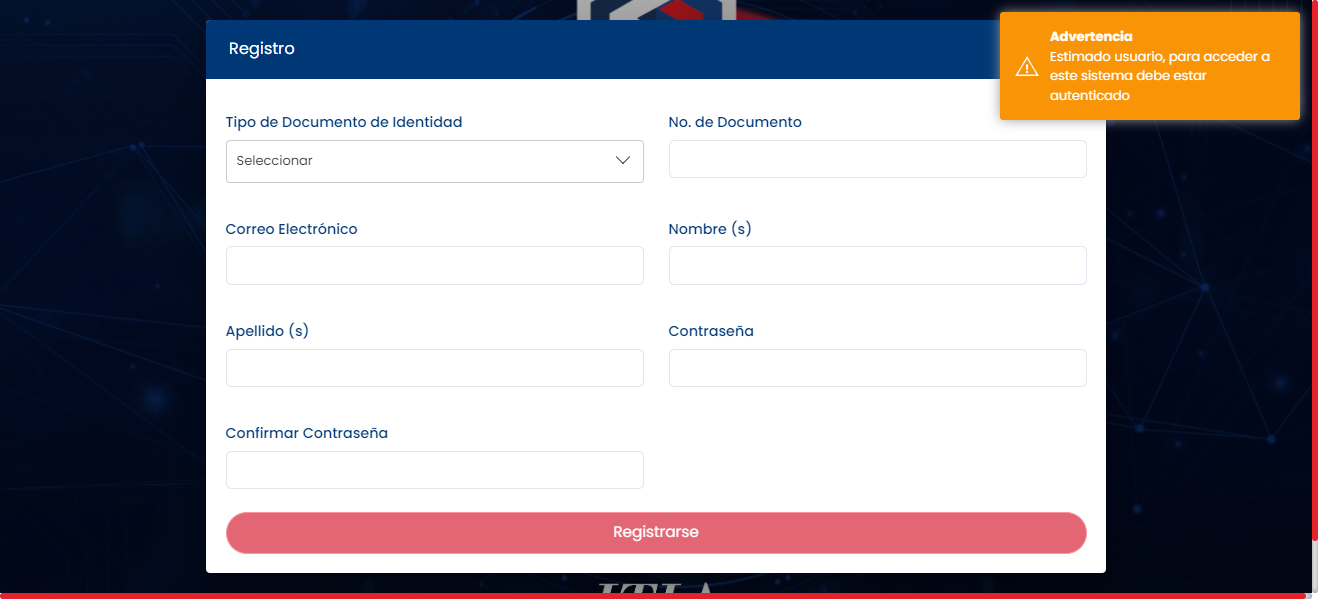 Registro
Advertencia
Estimado usuario, para acceder a
este sistema debe estar
autenticado
Tipo de Documento de Identidad
No. de Documento
Seleccionar
Correo Electrónico
Nombre (s)
Apellido (s)
Contraseña
Confirmar Contraseña
Registrarse